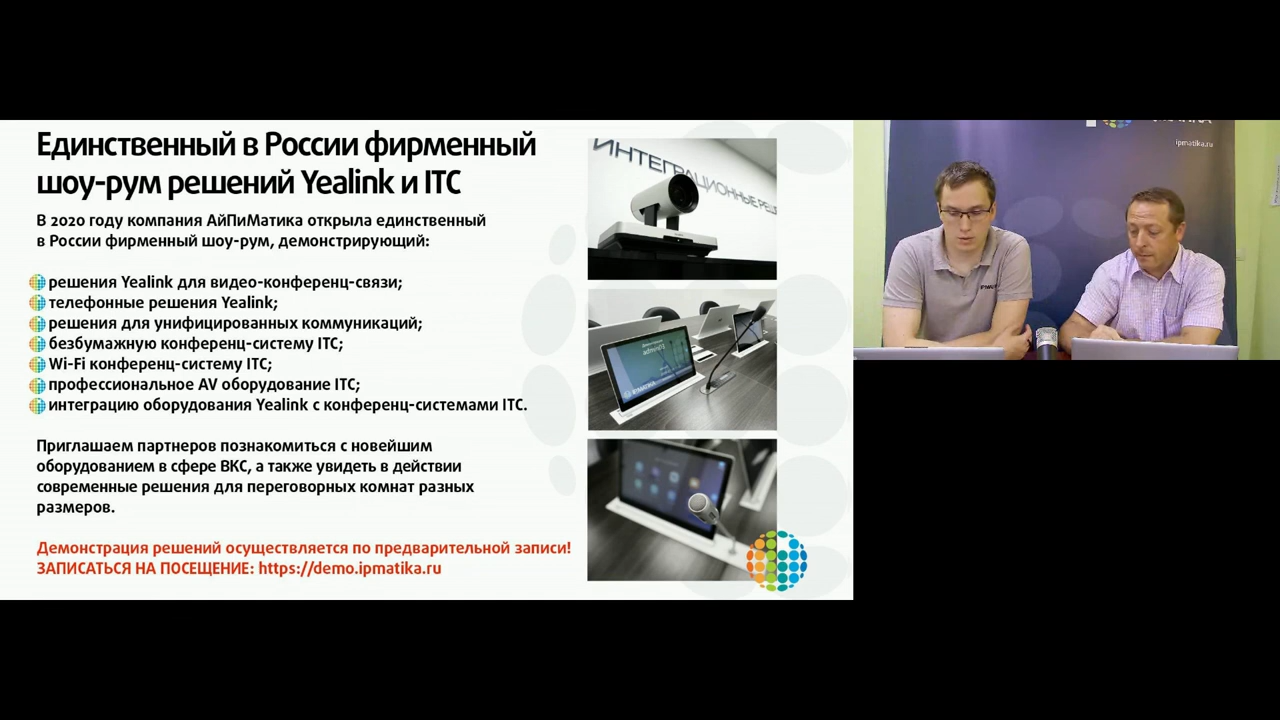 Единственный в России фирменный
шоу-рум решений Yealink и ITC
В 2020 году компания АйПиМатика открыла единственный
в России фирменный шоу-рум, демонстрирующий:
решения Yealink для видео-конференц-связи;
телефонные решения Yealink;
решения для унифицированных коммуникаций;
безбумажную конференц-систему ITC;
Wi-Fi конференц-систему ITC;
профессиональное AV оборудование ITC;
интеграцию оборудования Yealink с конференц-системами ITC.
Приглашаем партнеров познакомиться с новейшим
оборудованием в сфере ВКС, а также увидеть в действии
современные решения для переговорных комнат разных
размеров.
Демонстрация решений осуществляется по предварительной записи!
ЗАПИСАТЬСЯ НА ПОСЕЩЕНИЕ: https://demo.ipmatika.ru
ИНТЕГРАЦИОННЫЕ
ipmatika.ru